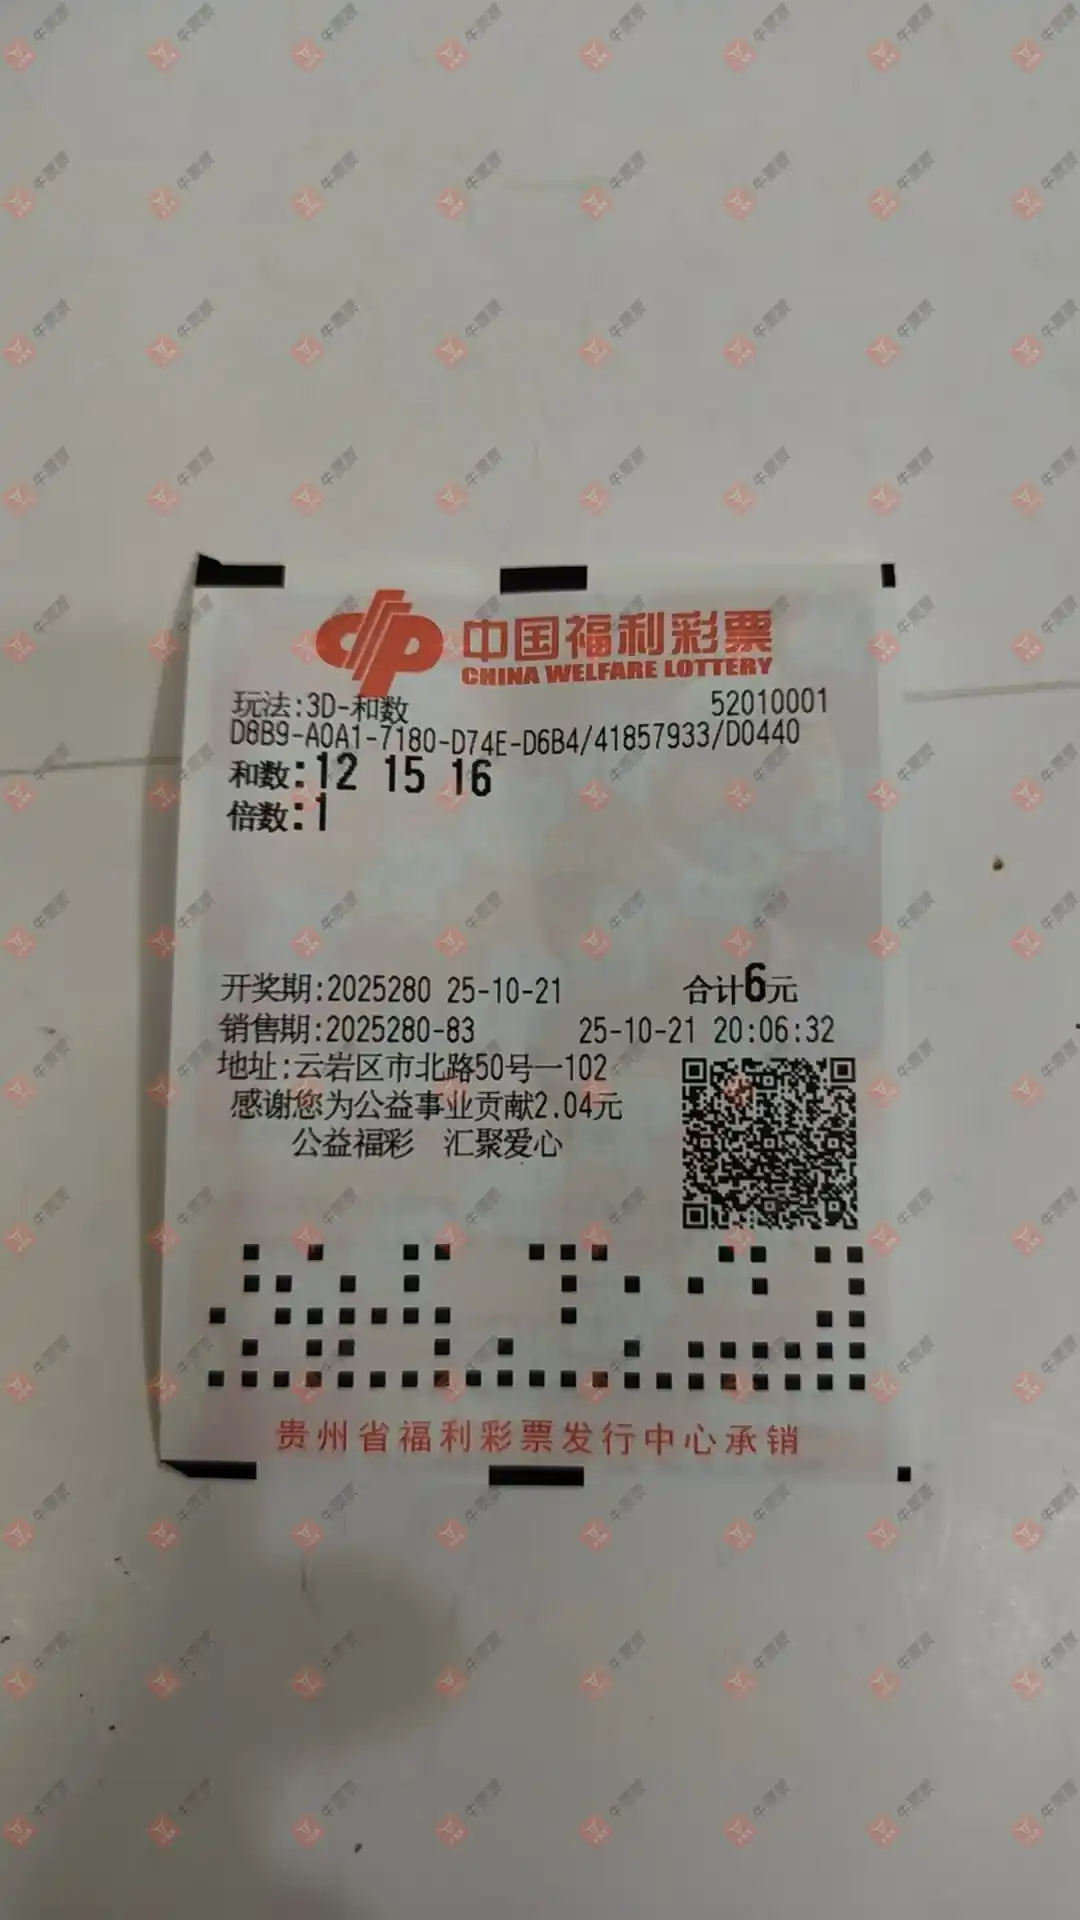 中国福利彩票
CHINA WELFARE LOTTERY
玩法:3D-和数 52010001
D8B9-A0A1-7180-D74E-D6B4/41857933/D0440
和数:12 15 16
倍数:1
开奖期:2025280 25-10-21 合计6元
销售期:2025280-83 25-10-21 20:06:32
地址:云岩区市北路50号一102
感谢您为公益事业贡献2.04元
公益福彩 汇聚爱心
贵州省福利彩票发行中心承销
牛票票